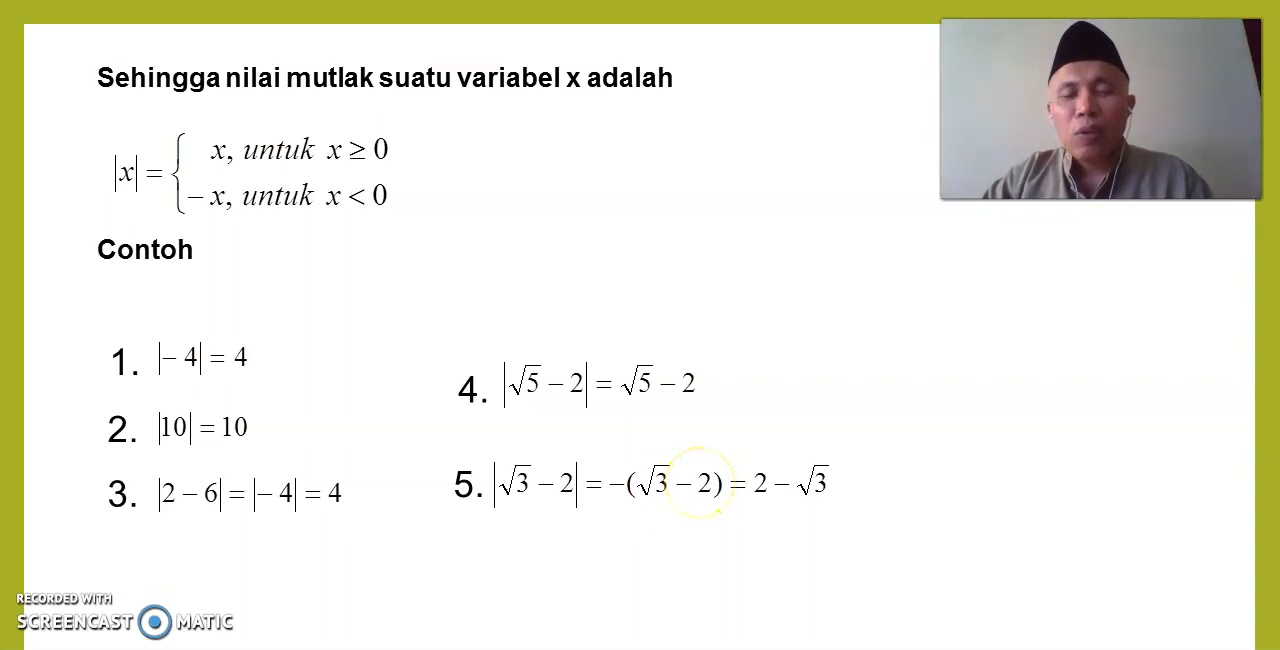 Sehingga nilai mutlak suatu variabel x adalah
|x| = { x, untuk x ≥ 0
− x, untuk x < 0
Contoh
1. |− 4| = 4
2. |10| = 10
3. |2 − 6| = |− 4| = 4
4. |√5 − 2| = √5 − 2
5. |√3 − 2| = −(√3 − 2) = 2 − √3
RECORDED WITH
SCREENCAST MATIC